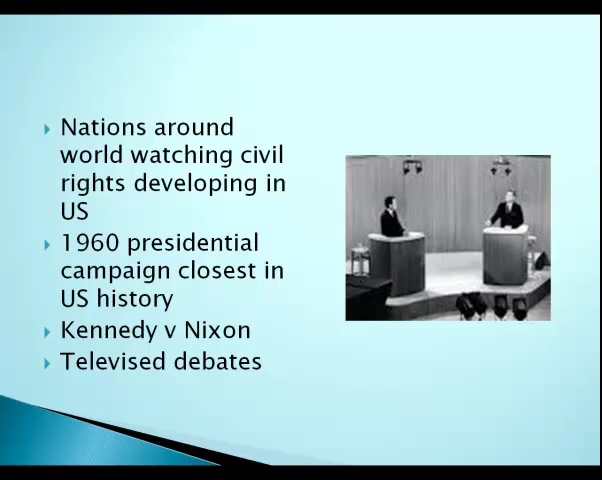 Nations around
world watching civil
rights developing in
US
1960 presidential
campaign closest in
US history
Kennedy v Nixon
Televised debates